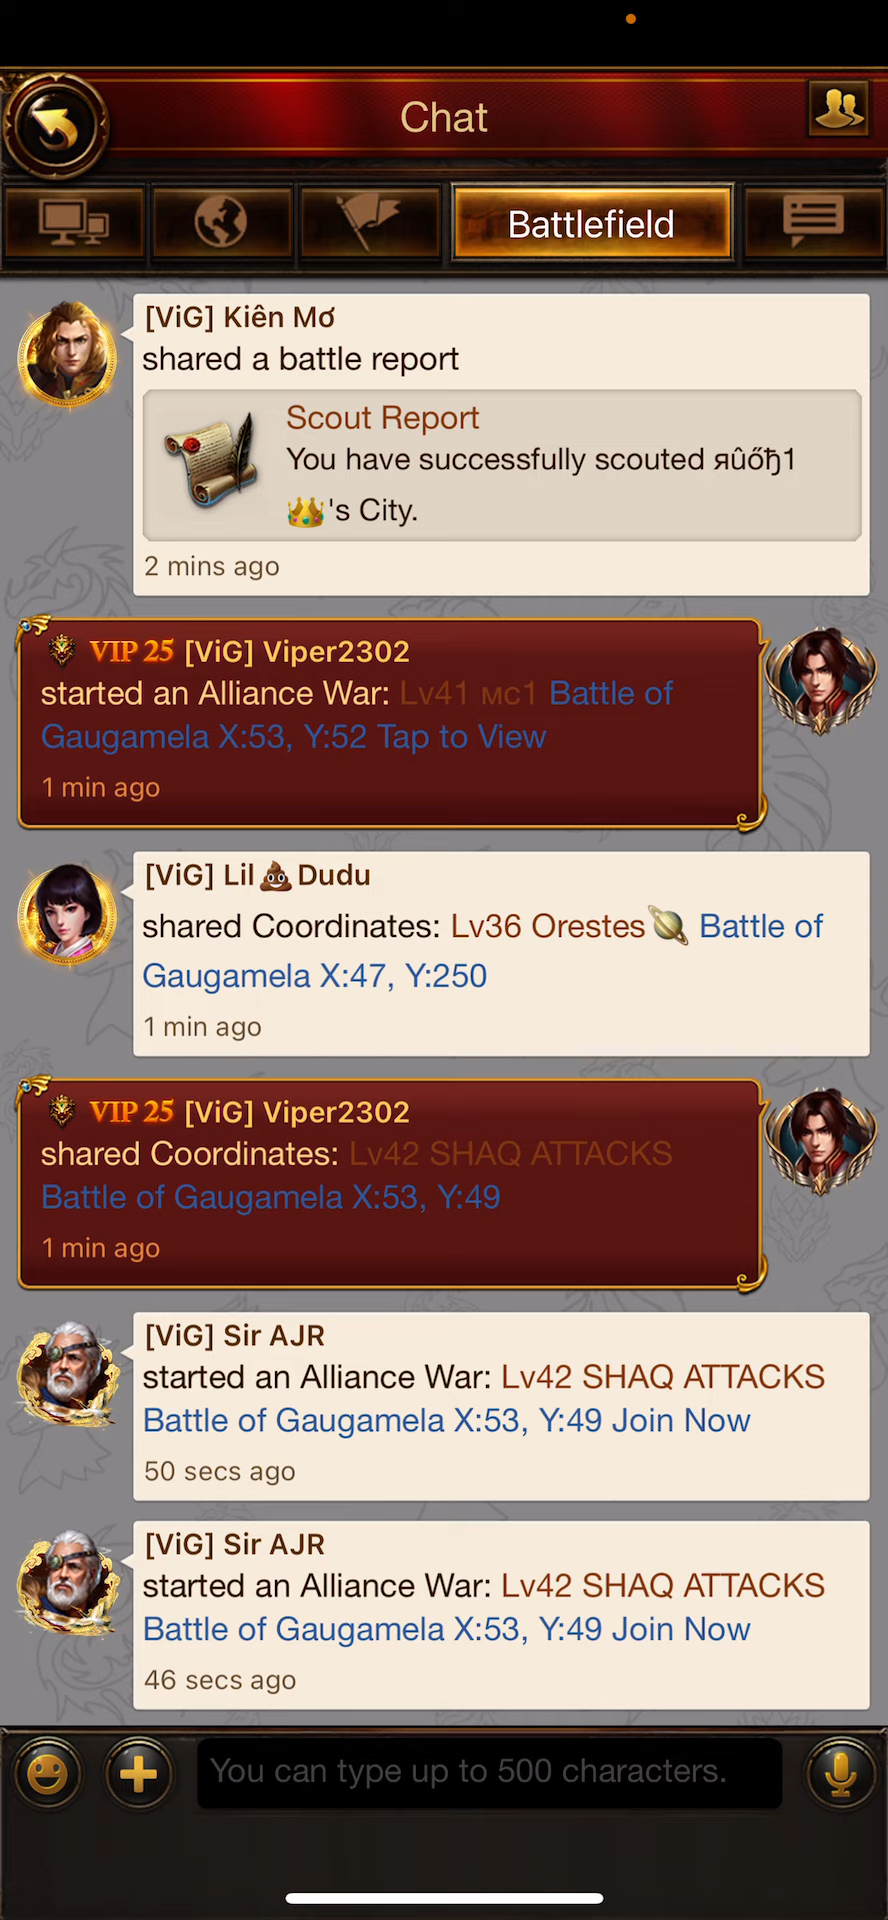 Chat
Battlefield
[ViG] Kiên Mơ
shared a battle report
Scout Report
You have successfully scouted яûőђ1
👑's City.
2 mins ago
VIP 25 [ViG] Viper2302
started an Alliance War: Lv41 мc1 Battle of
Gaugamela X:53, Y:52 Tap to View
1 min ago
[ViG] Lil💩Dudu
shared Coordinates: Lv36 Orestes🪐 Battle of
Gaugamela X:47, Y:250
1 min ago
VIP 25 [ViG] Viper2302
shared Coordinates: Lv42 SHAQ ATTACKS
Battle of Gaugamela X:53, Y:49
1 min ago
[ViG] Sir AJR
started an Alliance War: Lv42 SHAQ ATTACKS
Battle of Gaugamela X:53, Y:49 Join Now
50 secs ago
[ViG] Sir AJR
started an Alliance War: Lv42 SHAQ ATTACKS
Battle of Gaugamela X:53, Y:49 Join Now
46 secs ago
You can type up to 500 characters.